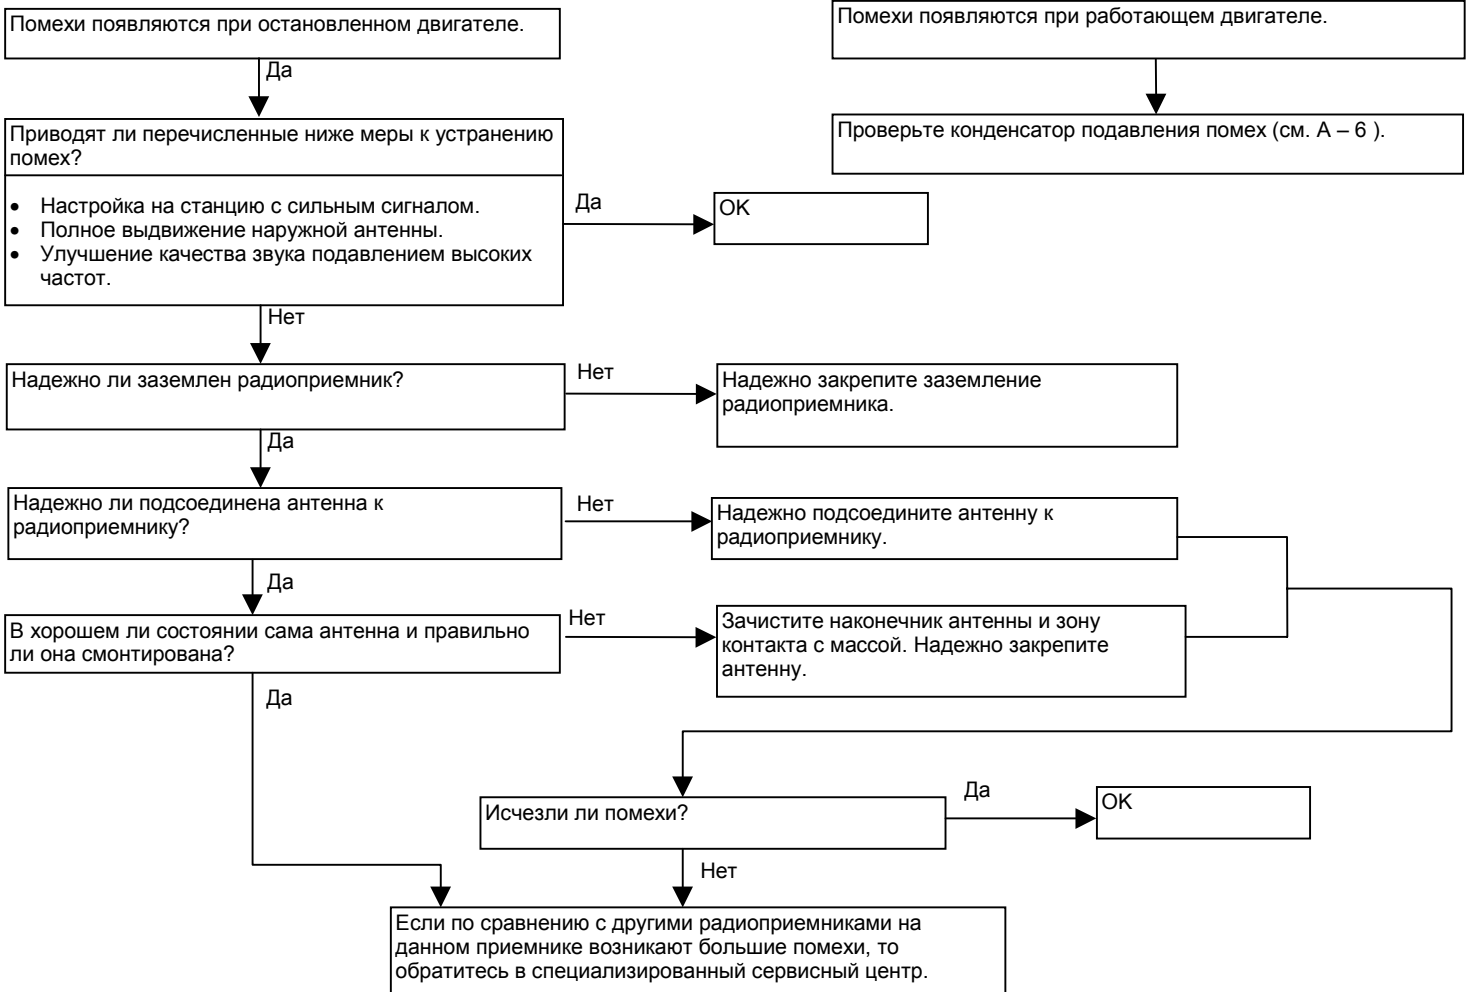 Помехи появляются при остановленном двигателе.
Помехи появляются при работающем двигателе.
Да
Приводят ли перечисленные ниже меры к устранению
помех?
Проверьте конденсатор подавления помех (см. А – 6 ).
• Настройка на станцию с сильным сигналом.
• Полное выдвижение наружной антенны.
• Улучшение качества звука подавлением высоких
частот.
Да
OK
Нет
Надежно ли заземлен радиоприемник?
Нет
Надежно закрепите заземление
радиоприемника.
Да
Надежно ли подсоединена антенна к
радиоприемнику?
Нет
Надежно подсоедините антенну к
радиоприемнику.
Да
В хорошем ли состоянии сама антенна и правильно
ли она смонтирована?
Нет
Зачистите наконечник антенны и зону
контакта с массой. Надежно закрепите
антенну.
Да
Исчезли ли помехи?
Да
OK
Нет
Если по сравнению с другими радиоприемниками на
данном приемнике возникают большие помехи, то
обратитесь в специализированный сервисный центр.